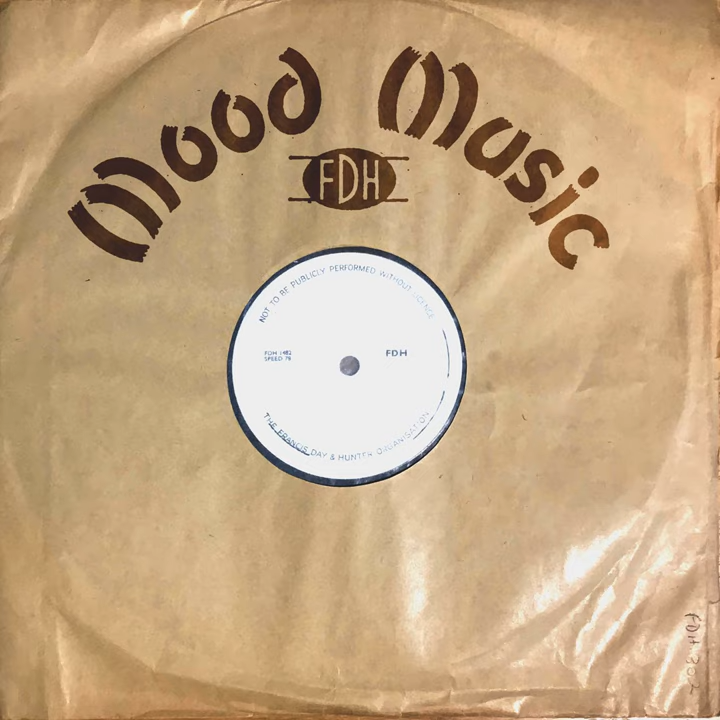 Mood Music
FDH
NOT TO BE PUBLICLY PERFORMED WITHOUT LICENCE
FDH 1482
SPEED 78
FDH
THE FRANCIS DAY & HUNTER ORGANISATION
FDH 302